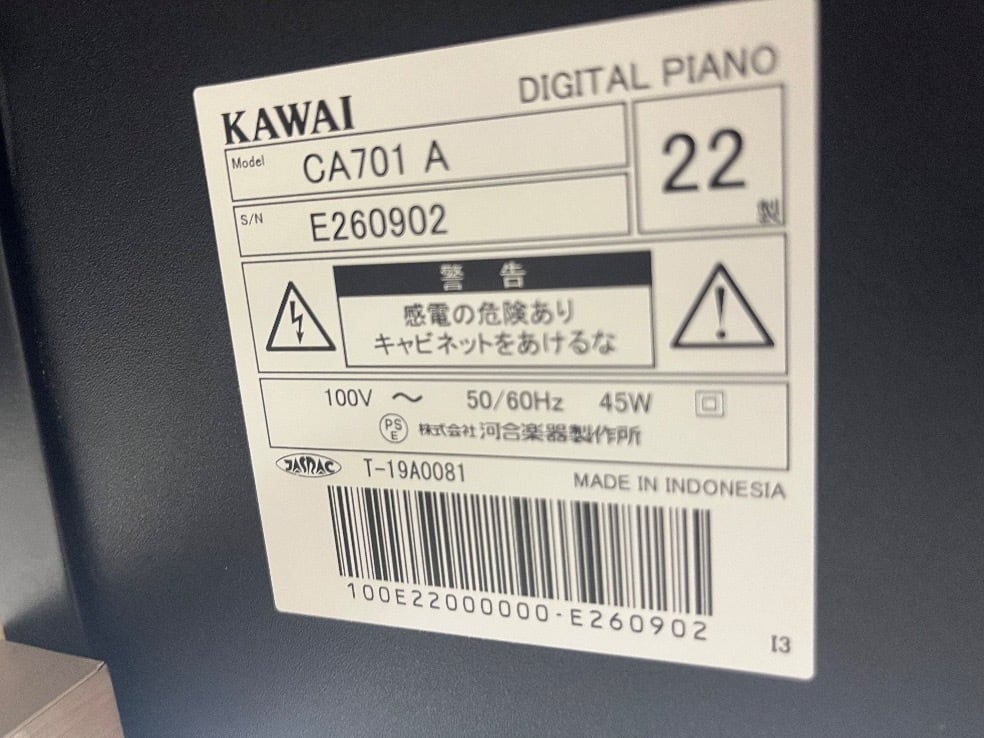 KAWAI
DIGITAL PIANO
Model CA701 A
22製
S/N E260902
警 告
感電の危険あり
キャビネットをあけるな
100V ～ 50/60Hz 45W
PSE 株式会社 河合楽器製作所
JASRAC T-19A0081
MADE IN INDONESIA
100E22000000-E260902
I3